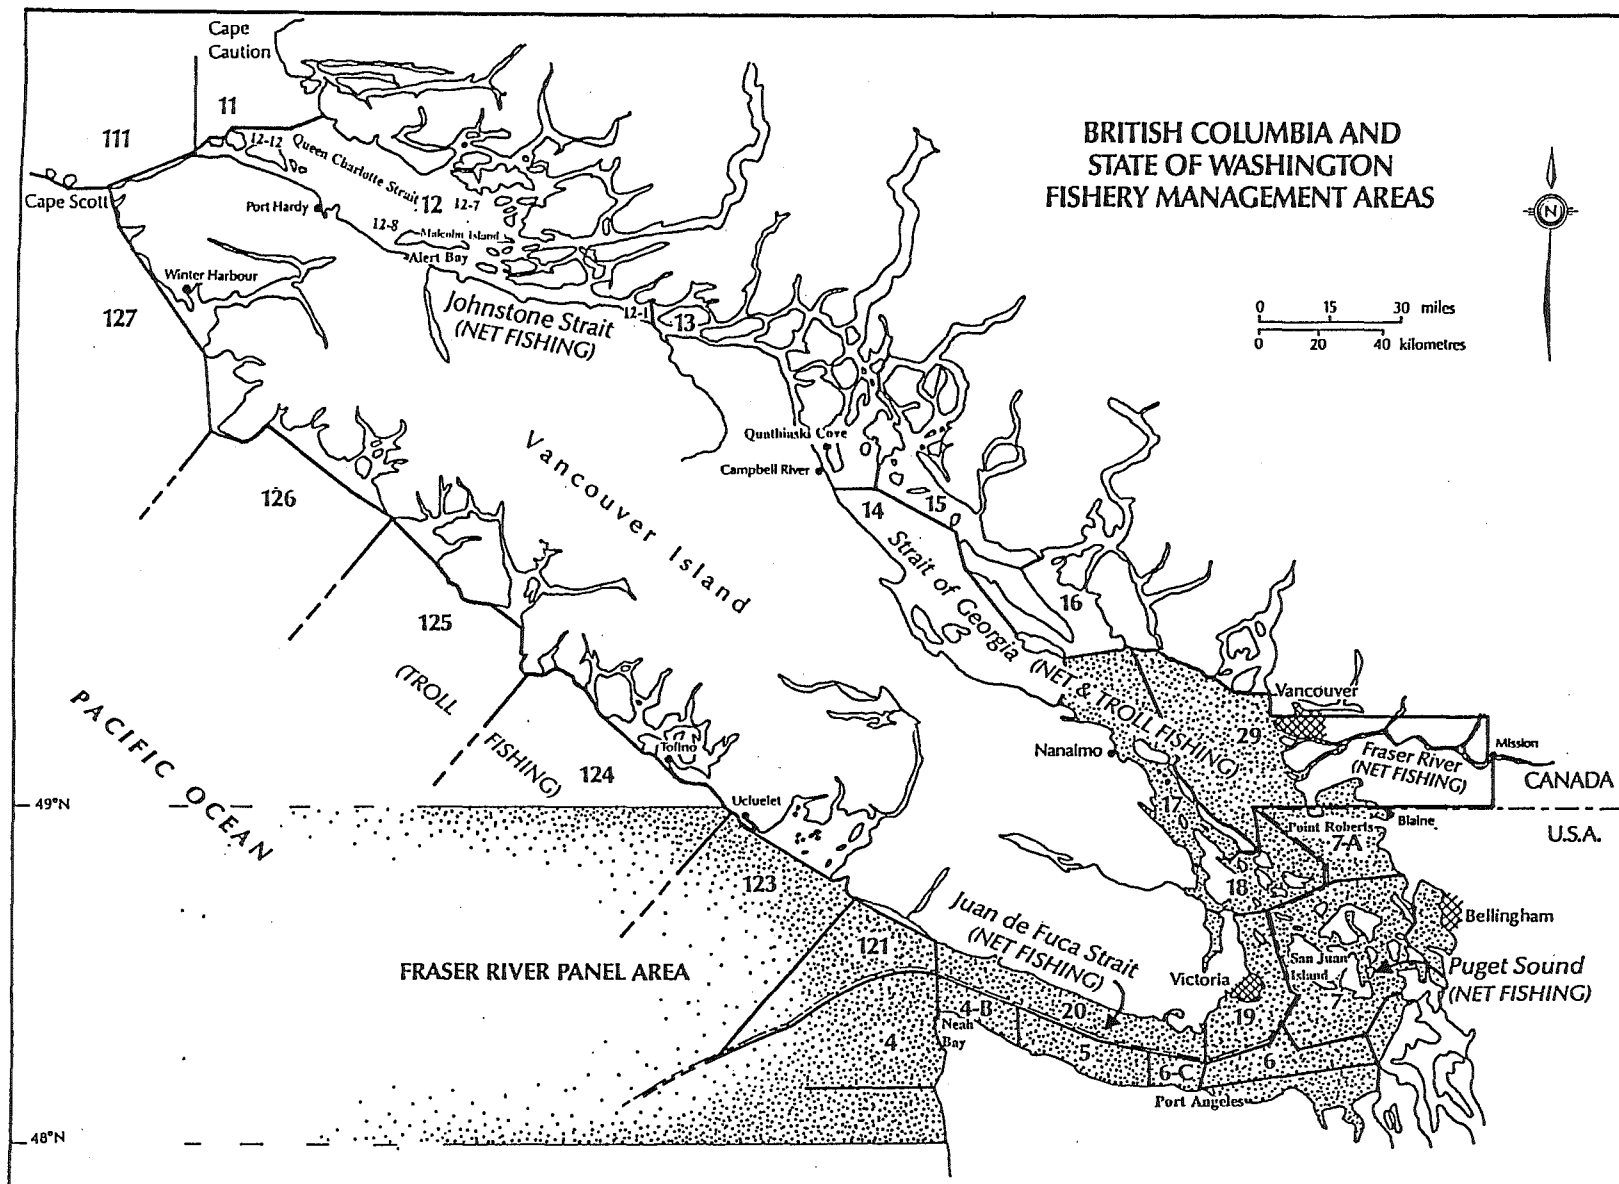 Cape
Caution
BRITISH COLUMBIA AND
STATE OF WASHINGTON
FISHERY MANAGEMENT AREAS
N
0 15 30 miles
0 20 40 kilometres
11
111
12-12
Queen Charlotte Strait
12
12-7
Cape Scott
Port Hardy
12-8
Malcolm Island
Alert Bay
Winter Harbour
127
Johnstone Strait
(NET FISHING)
12-1
13
Vancouver Island
Quathiaski Cove
Campbell River
126
14
15
Strait of Georgia
(NET & TROLL FISHING)
16
125
(TROLL
FISHING)
124
Tofino
PACIFIC OCEAN
Vancouver
29
Nanaimo
Fraser River
(NET FISHING)
Mission
CANADA
U.S.A.
49°N
Ucluelet
17
Point Roberts
7-A
Blaine
123
18
Bellingham
FRASER RIVER PANEL AREA
121
Juan de Fuca Strait
(NET FISHING)
Victoria
San Juan
Island
Puget Sound
(NET FISHING)
4-B
20
19
7
Neah
Bay
4
5
6-C
6
Port Angeles
48°N